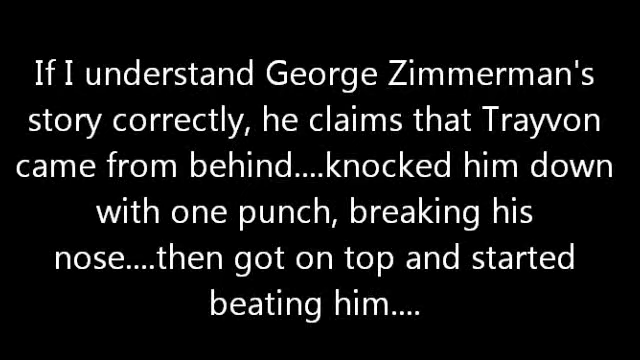 If I understand George Zimmerman's
story correctly, he claims that Trayvon
came from behind....knocked him down
with one punch, breaking his
nose....then got on top and started
beating him....